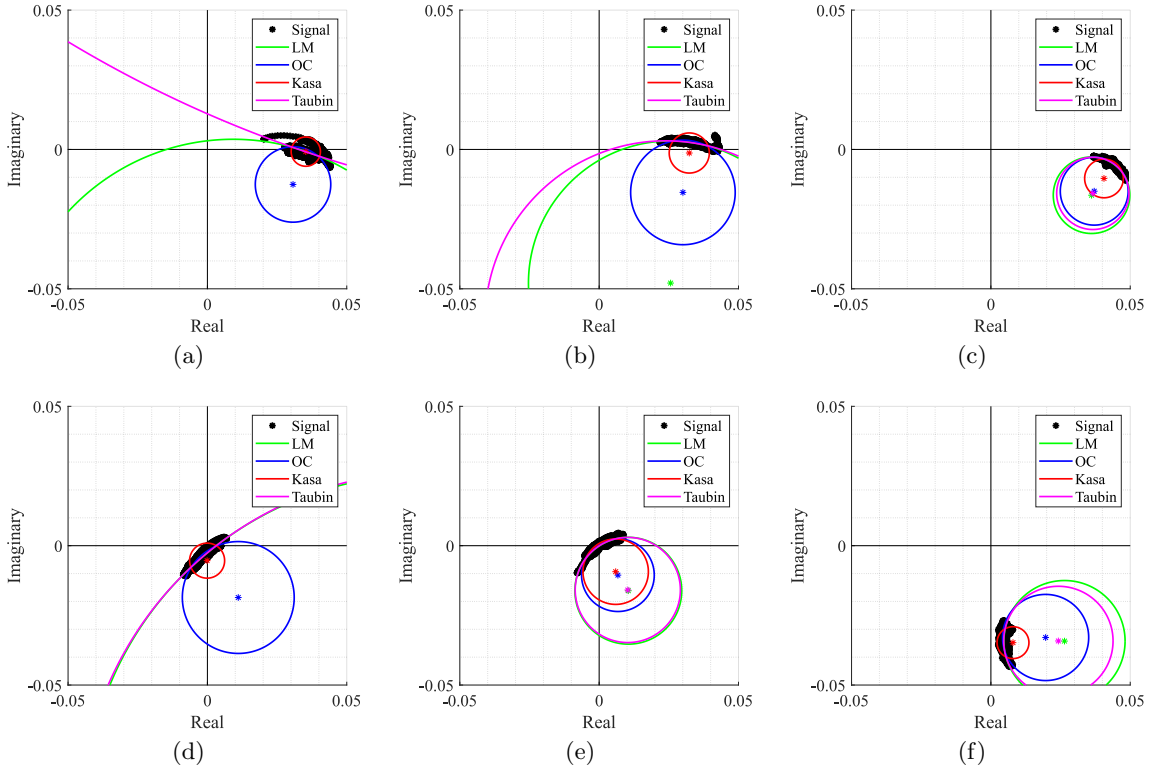 0.05
Signal
LM
OC
Kasa
Taubin
0
-0.05
-0.05
0
0.05
Imaginary
Real
(a)
0.05
Signal
LM
OC
Kasa
Taubin
0
-0.05
-0.05
0
0.05
Imaginary
Real
(b)
0.05
Signal
LM
OC
Kasa
Taubin
0
-0.05
-0.05
0
0.05
Imaginary
Real
(c)
0.05
Signal
LM
OC
Kasa
Taubin
0
-0.05
-0.05
0
0.05
Imaginary
Real
(d)
0.05
Signal
LM
OC
Kasa
Taubin
0
-0.05
-0.05
0
0.05
Imaginary
Real
(e)
0.05
Signal
LM
OC
Kasa
Taubin
0
-0.05
-0.05
0
0.05
Imaginary
Real
(f)